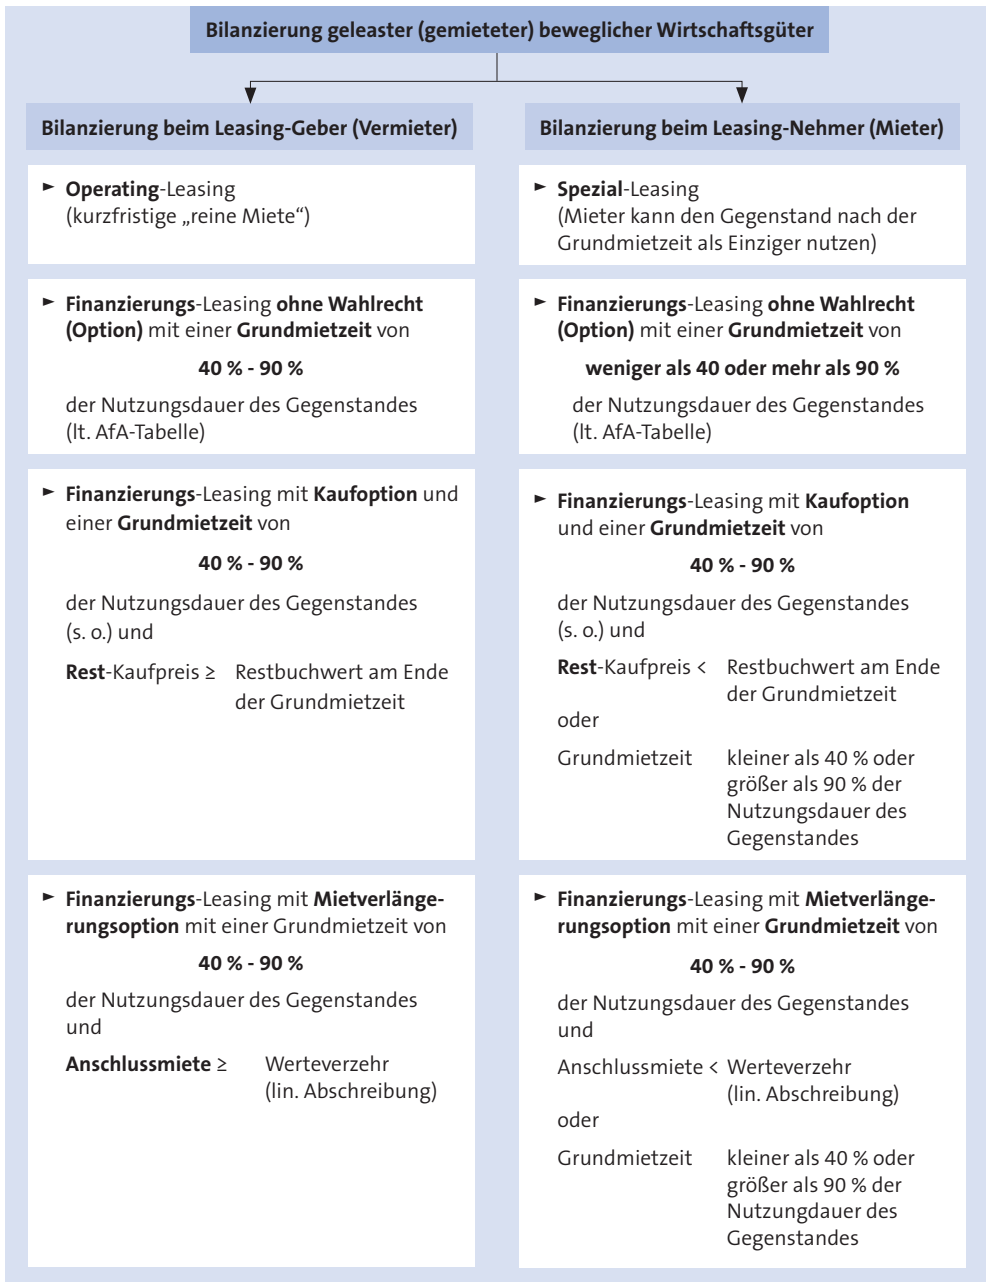 Bilanzierung geleaster (gemieteter) beweglicher Wirtschaftsgüter
Bilanzierung beim Leasing-Geber (Vermieter)
► Operating-Leasing
(kurzfristige „reine Miete“)
► Finanzierungs-Leasing ohne Wahlrecht
(Option) mit einer Grundmietzeit von
40 % - 90 %
der Nutzungsdauer des Gegenstandes
(lt. AfA-Tabelle)
► Finanzierungs-Leasing mit Kaufoption und
einer Grundmietzeit von
40 % - 90 %
der Nutzungsdauer des Gegenstandes
(s. o.) und
Rest-Kaufpreis ≥ Restbuchwert am Ende
der Grundmietzeit
► Finanzierungs-Leasing mit Mietverlänge-
rungsoption mit einer Grundmietzeit von
40 % - 90 %
der Nutzungsdauer des Gegenstandes
und
Anschlussmiete ≥ Werteverzehr
(lin. Abschreibung)
Bilanzierung beim Leasing-Nehmer (Mieter)
► Spezial-Leasing
(Mieter kann den Gegenstand nach der
Grundmietzeit als Einziger nutzen)
► Finanzierungs-Leasing ohne Wahlrecht
(Option) mit einer Grundmietzeit von
weniger als 40 oder mehr als 90 %
der Nutzungsdauer des Gegenstandes
(lt. AfA-Tabelle)
► Finanzierungs-Leasing mit Kaufoption
und einer Grundmietzeit von
40 % - 90 %
der Nutzungsdauer des Gegenstandes
(s. o.) und
Rest-Kaufpreis < Restbuchwert am Ende
der Grundmietzeit
oder
Grundmietzeit kleiner als 40 % oder
größer als 90 % der
Nutzungsdauer des
Gegenstandes
► Finanzierungs-Leasing mit Mietverlänge-
rungsoption mit einer Grundmietzeit von
40 % - 90 %
der Nutzungsdauer des Gegenstandes
und
Anschlussmiete < Werteverzehr
(lin. Abschreibung)
oder
Grundmietzeit kleiner als 40 % oder
größer als 90 % der
Nutzungdauer des
Gegenstandes